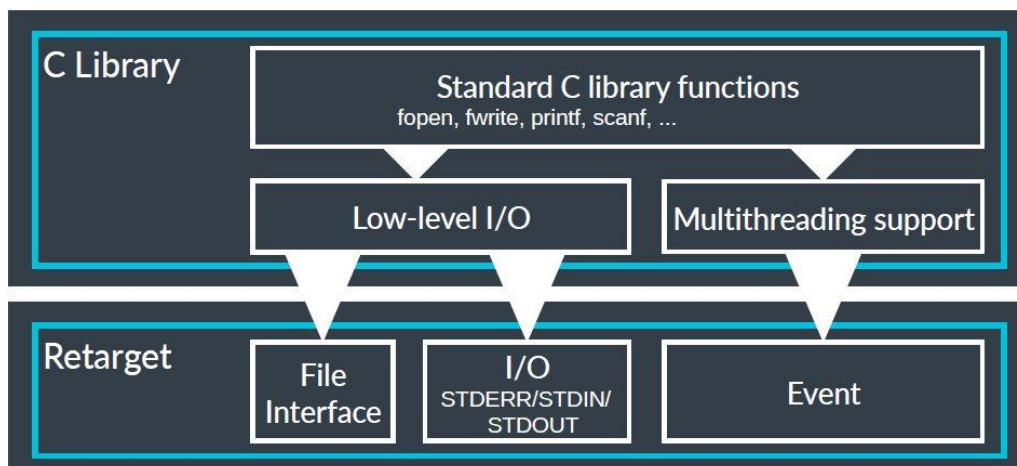 C Library
Standard C library functions
fopen, fwrite, printf, scanf, ...
Low-level I/O
Multithreading support
Retarget
File
Interface
I/O
STDERR/STDIN/
STDOUT
Event